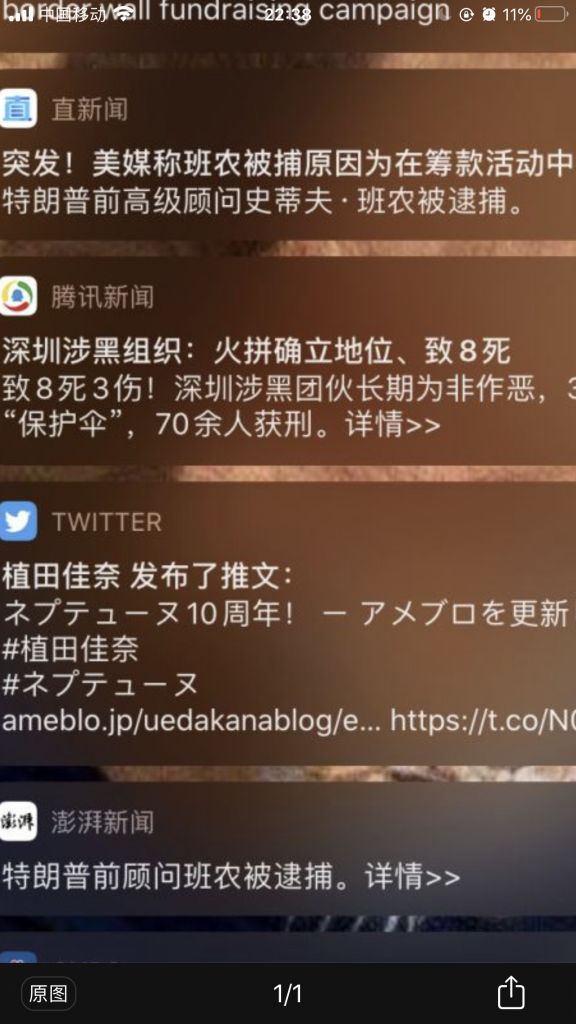 border wall fundraising campaign
中国移动 22:38 11%
直新闻
突发！美媒称班农被捕原因为在筹款活动中
特朗普前高级顾问史蒂夫·班农被逮捕。
腾讯新闻
深圳涉黑组织：火拼确立地位、致8死
致8死3伤！深圳涉黑团伙长期为非作恶，3
“保护伞”，70余人获刑。详情>>
TWITTER
植田佳奈 发布了推文：
ネプテューヌ10周年！ ー アメブロを更新
#植田佳奈
#ネプテューヌ
ameblo.jp/uedakanablog/e... https://t.co/N0
澎湃
澎湃新闻
特朗普前顾问班农被逮捕。详情>>
原图 1/1